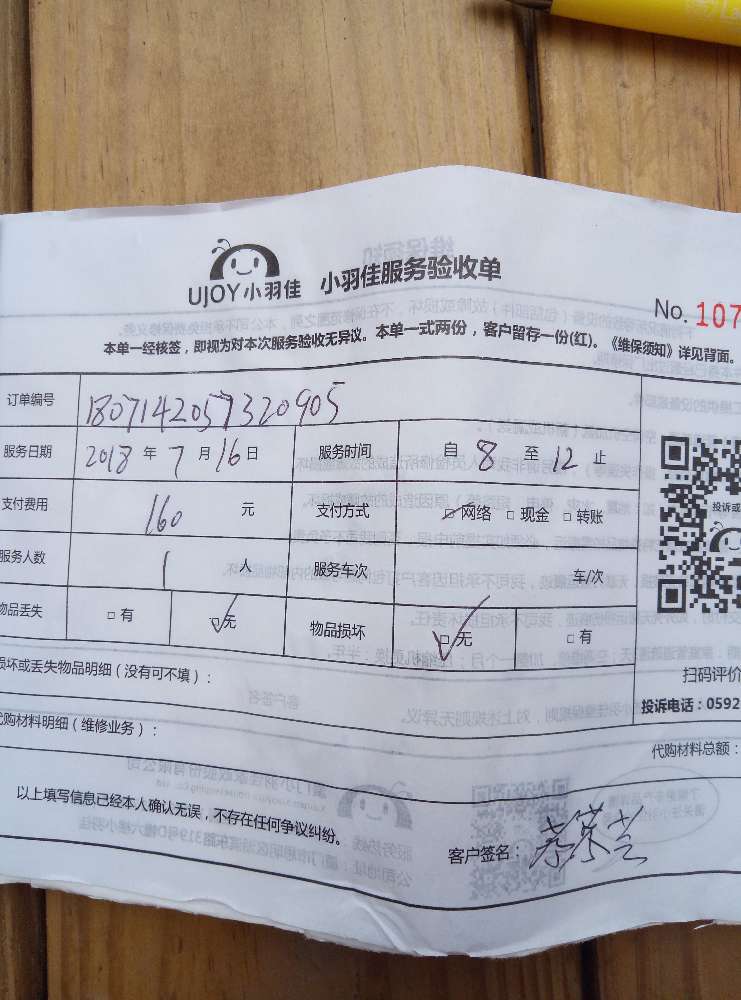 UJOY小羽佳 小羽佳服务验收单
No. 107
本单一经核签，即视为对本次服务验收无异议。本单一式两份，客户留存一份(红)。《维保须知》详见背面。
订单编号 1807142057320905
服务日期 2018 年 7 月 16 日 服务时间 自 8 至 12 止
支付费用 160 元 支付方式 ☑网络 □现金 □转账
服务人数 1 人 服务车次 车/次
物品丢失 □有 ☑无 物品损坏 ☑无 □有
投诉或
扫码评价
投诉电话：0592
损坏或丢失物品明细（没有可不填）：
代购材料明细（维修业务）：
代购材料总额：
以上填写信息已经本人确认无误，不存在任何争议纠纷。
客户签名：